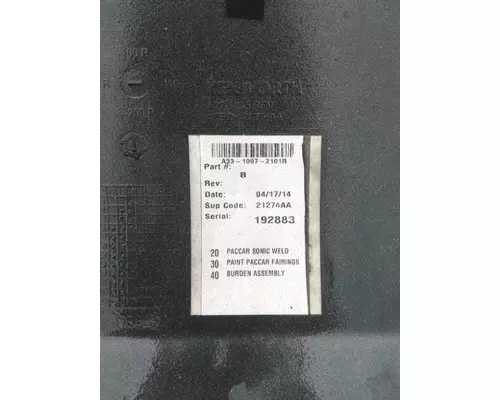 KENWORTH
A33-1997-2101R
Part #:
B
Rev:
Date: 04/17/14
Sup Code: 21274AA
Serial: 192883
20 PACCAR SONIC WELD
30 PAINT PACCAR FAIRINGS
40 BURDEN ASSEMBLY